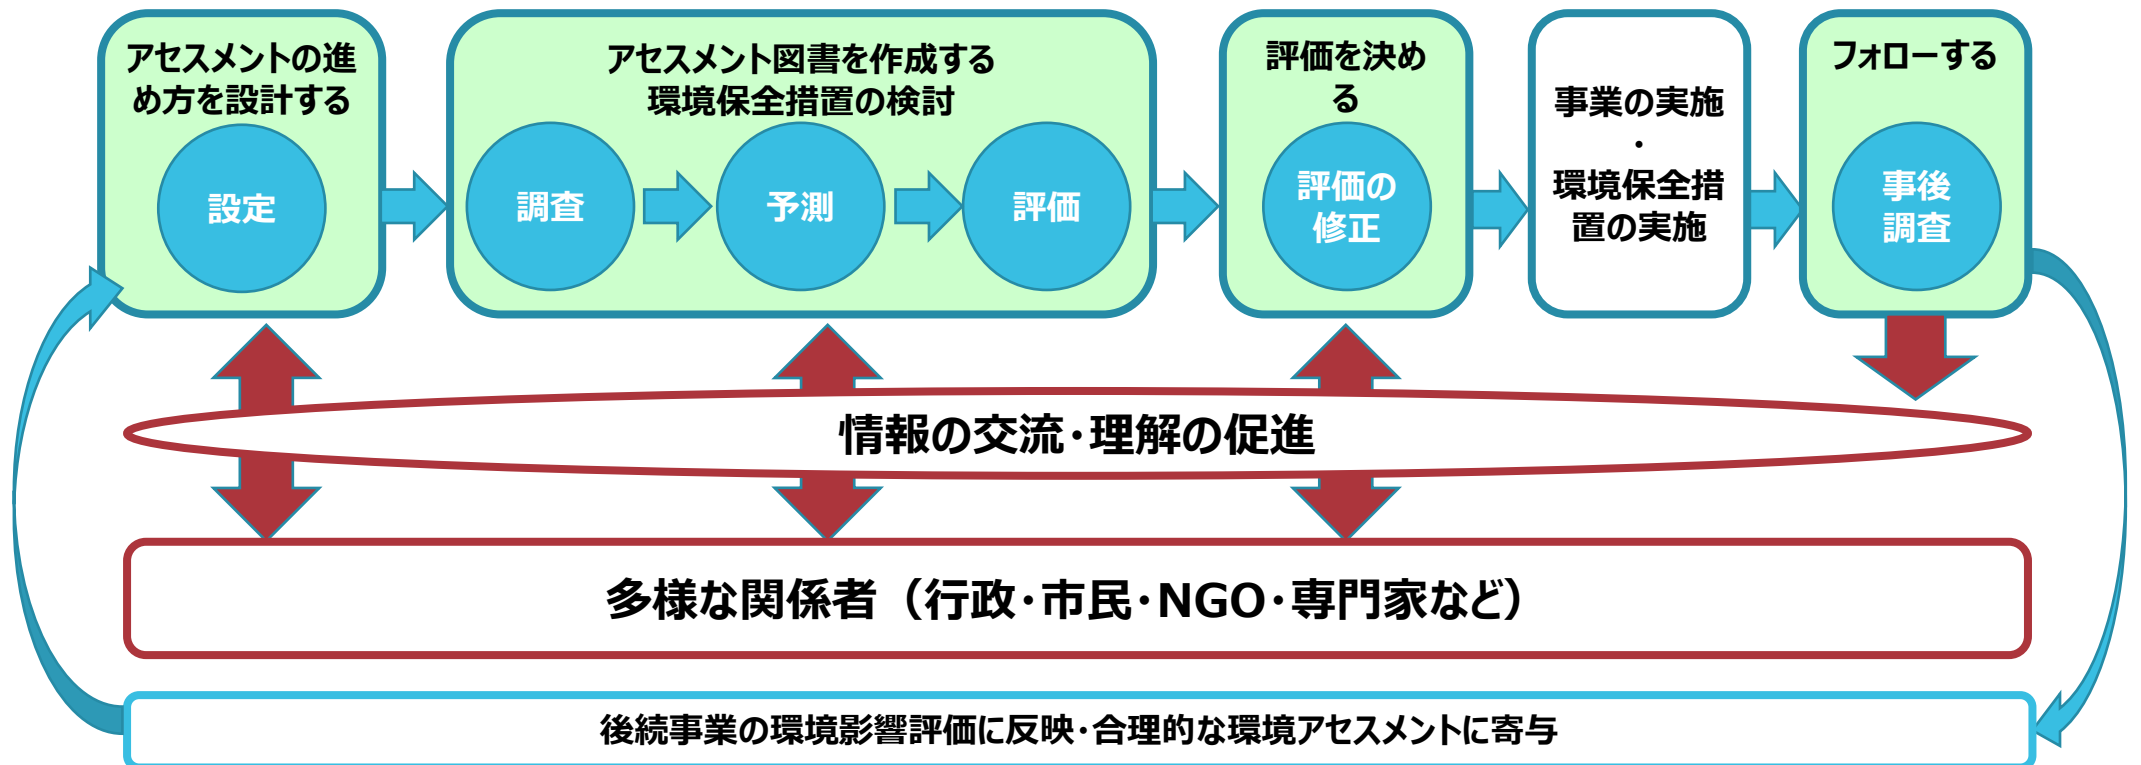 アセスメントの進
め方を設計する
設定
アセスメント図書を作成する
環境保全措置の検討
調査
予測
評価
評価を決め
る
評価の
修正
事業の実施
・
環境保全措
置の実施
フォローする
事後
調査
情報の交流・理解の促進
多様な関係者（行政・市民・NGO・専門家など）
後続事業の環境影響評価に反映・合理的な環境アセスメントに寄与